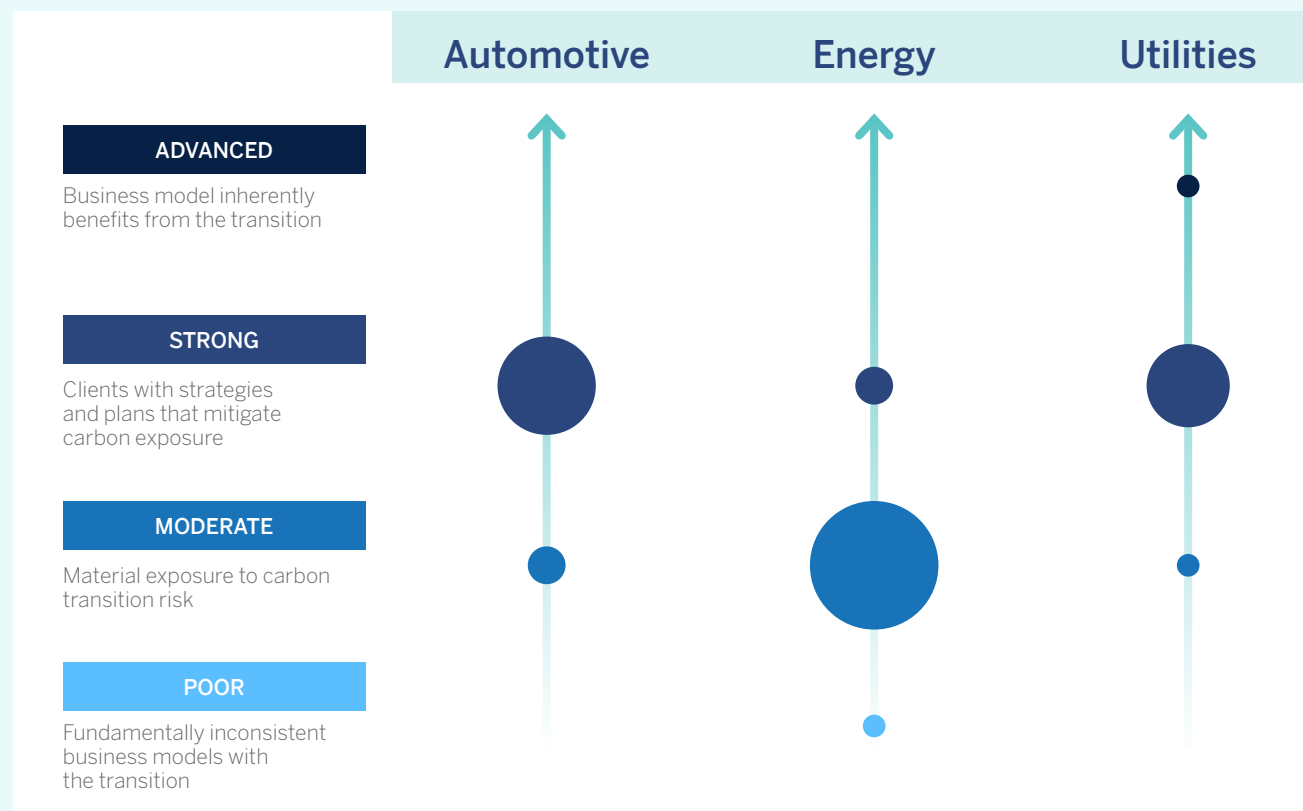 Automotive
Energy
Utilities
ADVANCED
Business model inherently
benefits from the transition
STRONG
Clients with strategies
and plans that mitigate
carbon exposure
MODERATE
Material exposure to carbon
transition risk
POOR
Fundamentally inconsistent
business models with
the transition